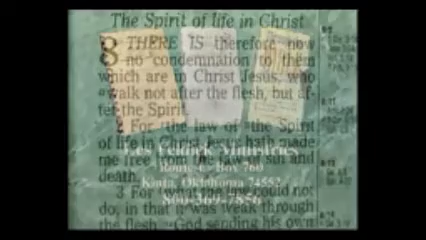 The Spirit of life in Christ
8 THERE IS therefore now
no condemnation to them
which are in Christ Jesus, who
walk not after the flesh, but af-
ter the Spirit.
2 For the law of the Spirit
of life in Christ Jesus hath made
me free from the law of sin and
death.
3 For what the law could not
do, in that it was weak through
the flesh, God sending his own
Les Feldick Ministries
Route 1 Box 760
Kinta, Oklahoma 74552
800-369-7856